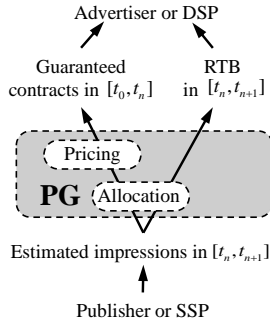 Advertiser or DSP
Guaranteed
contracts in [t₀, tₙ]
RTB
in [tₙ, tₙ₊₁]
Pricing
PG
Allocation
Estimated impressions in [tₙ, tₙ₊₁]
Publisher or SSP